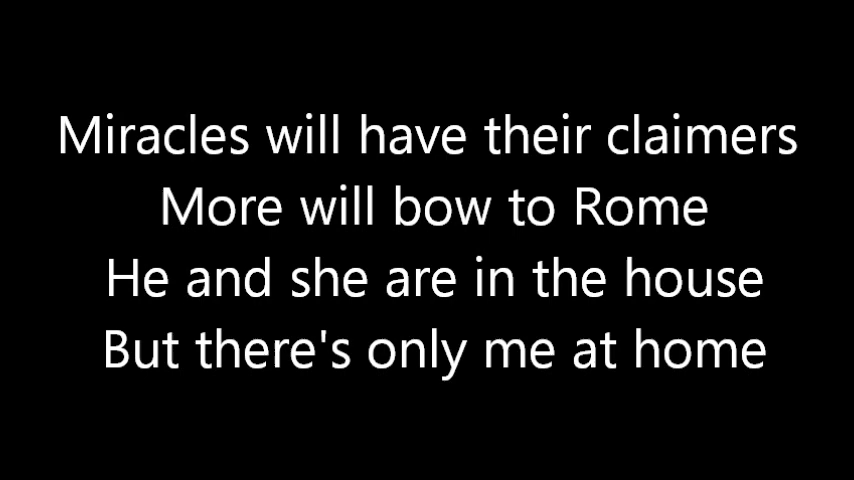 Miracles will have their claimers
More will bow to Rome
He and she are in the house
But there's only me at home